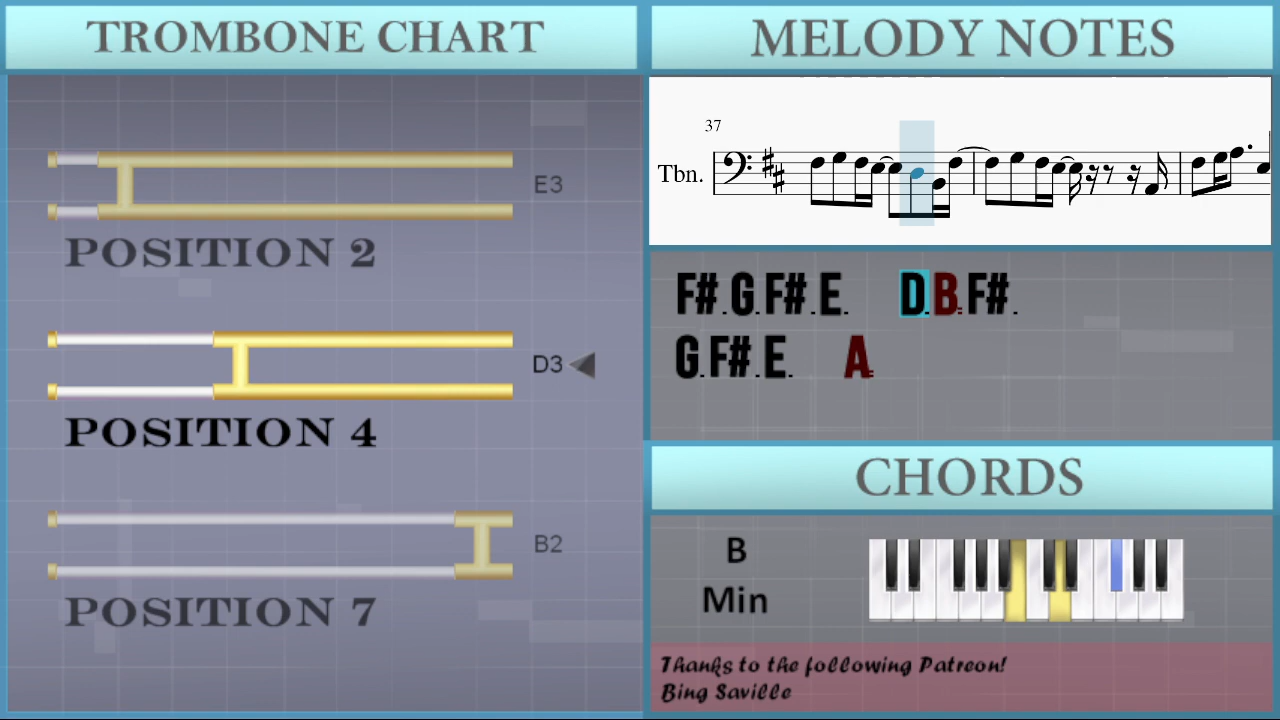 TROMBONE CHART
E3
POSITION 2
D3
POSITION 4
B2
POSITION 7
MELODY NOTES
37
Tbn.
F#.G.F#.E. D.B.F#.
G.F#.E. A.
CHORDS
B
Min
Thanks to the following Patreon!
Bing Saville